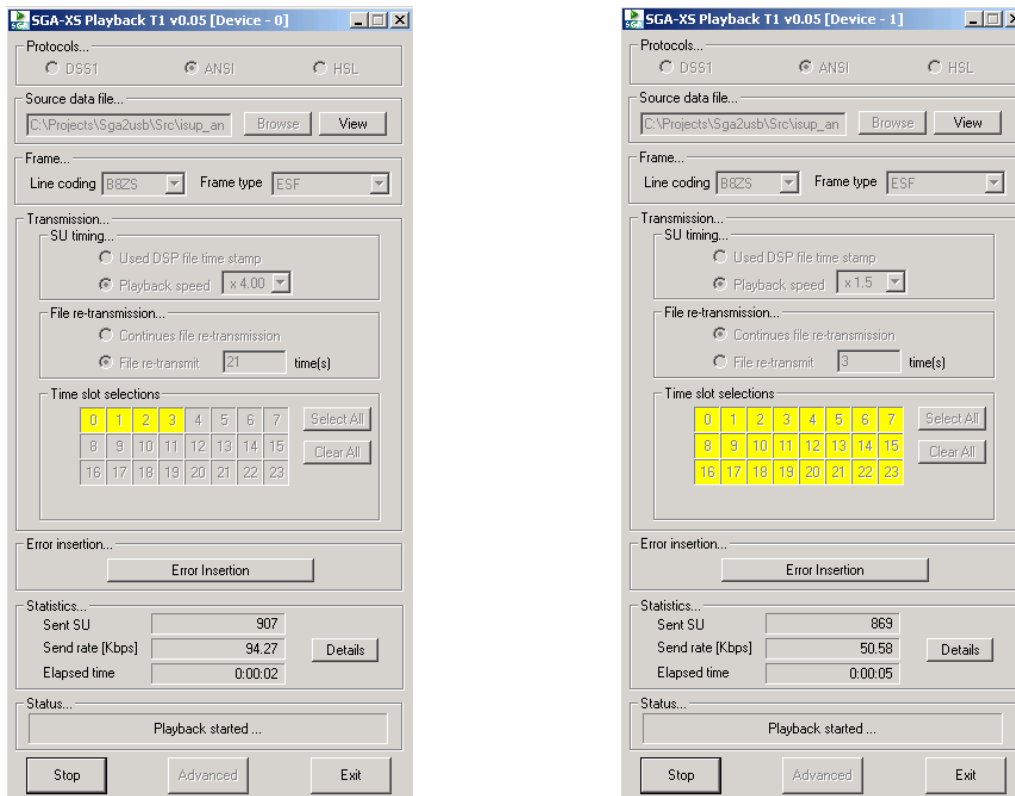 SGA-XS Playback T1 v0.05 [Device - 0]
Protocols...
DSS1 ANSI HSL
Source data file...
C:\Projects\Sga2usb\Src\isup_an Browse View
Frame...
Line coding B8ZS Frame type ESF
Transmission...
SU timing...
Used DSP file time stamp
Playback speed x 4.00
File re-transmission...
Continues file re-transmission
File re-transmit 21 time(s)
Time slot selections
0 1 2 3 4 5 6 7 Select All
8 9 10 11 12 13 14 15 Clear All
16 17 18 19 20 21 22 23
Error insertion...
Error Insertion
Statistics...
Sent SU 907
Send rate [Kbps] 94.27 Details
Elapsed time 0:00:02
Status...
Playback started ...
Stop Advanced Exit
SGA-XS Playback T1 v0.05 [Device - 1]
Protocols...
DSS1 ANSI HSL
Source data file...
C:\Projects\Sga2usb\Src\isup_an Browse View
Frame...
Line coding B8ZS Frame type ESF
Transmission...
SU timing...
Used DSP file time stamp
Playback speed x 1.5
File re-transmission...
Continues file re-transmission
File re-transmit 3 time(s)
Time slot selections
0 1 2 3 4 5 6 7 Select All
8 9 10 11 12 13 14 15 Clear All
16 17 18 19 20 21 22 23
Error insertion...
Error Insertion
Statistics...
Sent SU 869
Send rate [Kbps] 50.58 Details
Elapsed time 0:00:05
Status...
Playback started ...
Stop Advanced Exit